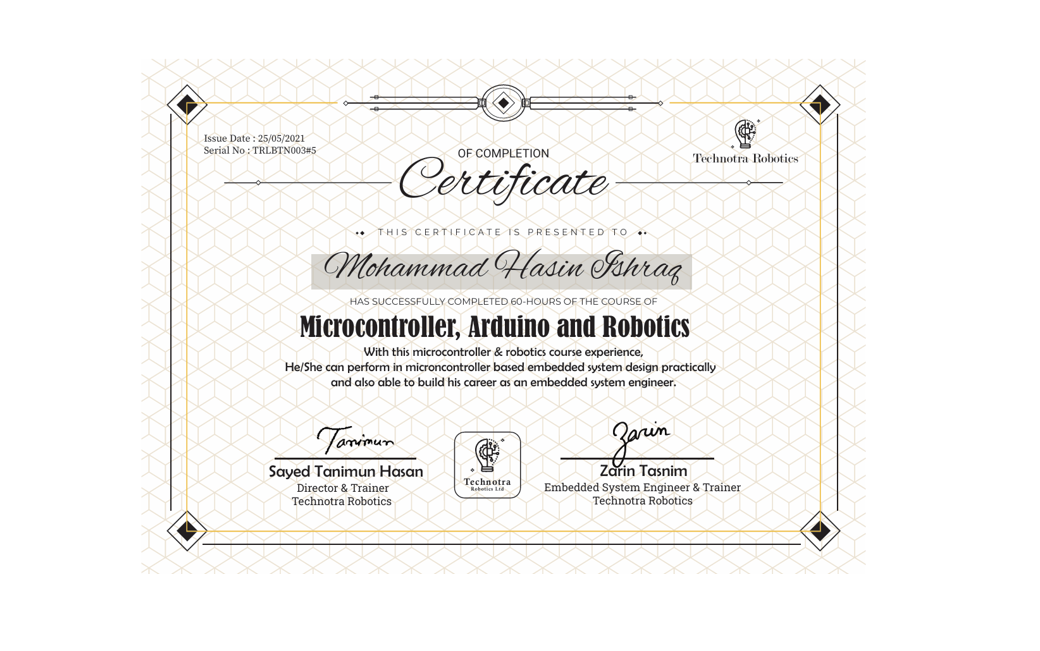 Issue Date : 25/05/2021
Serial No : TRLBTN003#5
Technotra Robotics
OF COMPLETION
Certificate
THIS CERTIFICATE IS PRESENTED TO
Mohammad Hasin Ishraq
HAS SUCCESSFULLY COMPLETED 60-HOURS OF THE COURSE OF
Microcontroller, Arduino and Robotics
With this microcontroller & robotics course experience,
He/She can perform in micronconroller based embedded system design practically
and also able to build his career as an embedded system engineer.
Tanimun
Sayed Tanimun Hasan
Director & Trainer
Technotra Robotics
Technotra
Robotics Ltd
Zarin
Zarin Tasnim
Embedded System Engineer & Trainer
Technotra Robotics